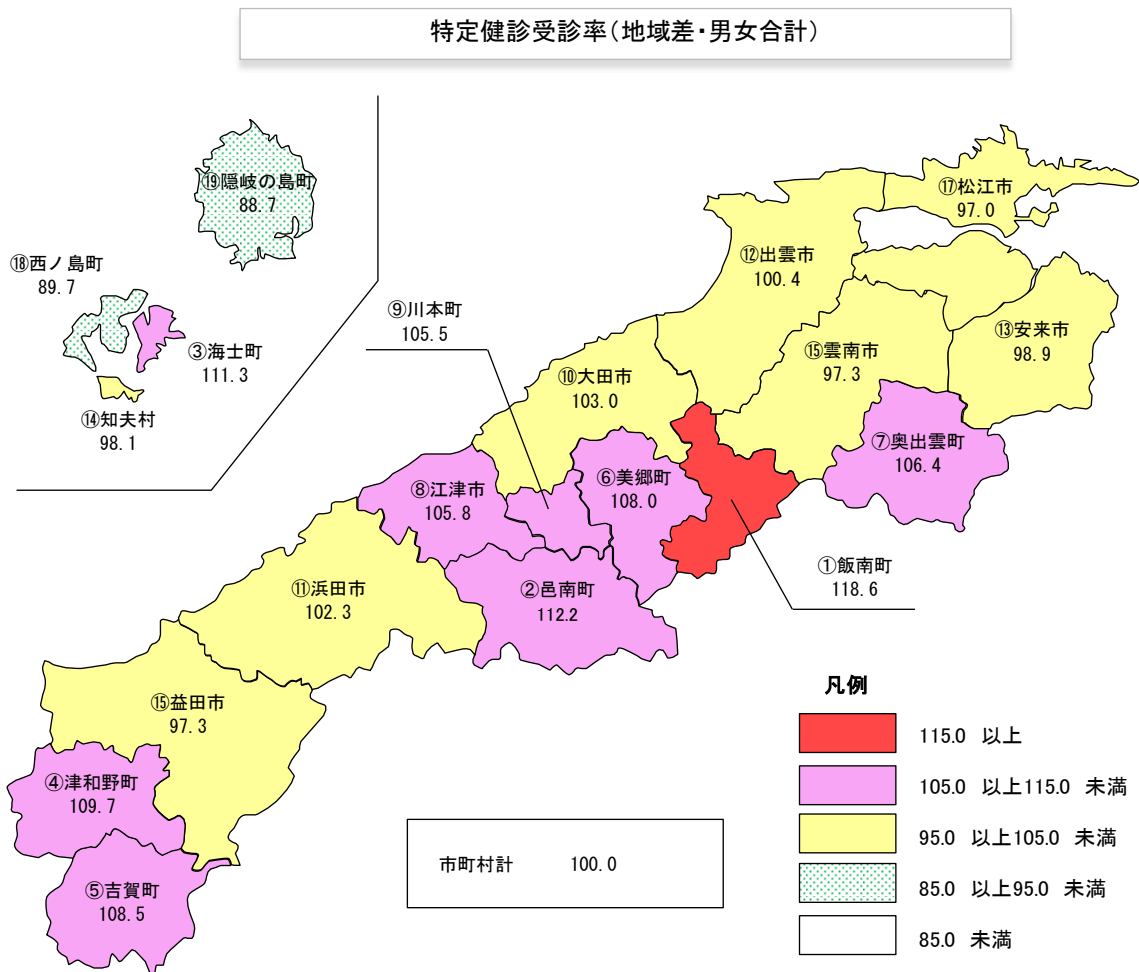 特定健診受診率(地域差・男女合計)
⑲隠岐の島町
88.7
⑱西ノ島町
89.7
③海士町
111.3
⑭知夫村
98.1
⑰松江市
97.0
⑫出雲市
100.4
⑨川本町
105.5
⑬安来市
98.9
⑮雲南市
97.3
⑩大田市
103.0
⑦奥出雲町
106.4
⑥美郷町
108.0
⑧江津市
105.8
①飯南町
118.6
②邑南町
112.2
⑪浜田市
102.3
⑮益田市
97.3
④津和野町
109.7
⑤吉賀町
108.5
市町村計 100.0
凡例
115.0 以上
105.0 以上115.0 未満
95.0 以上105.0 未満
85.0 以上95.0 未満
85.0 未満